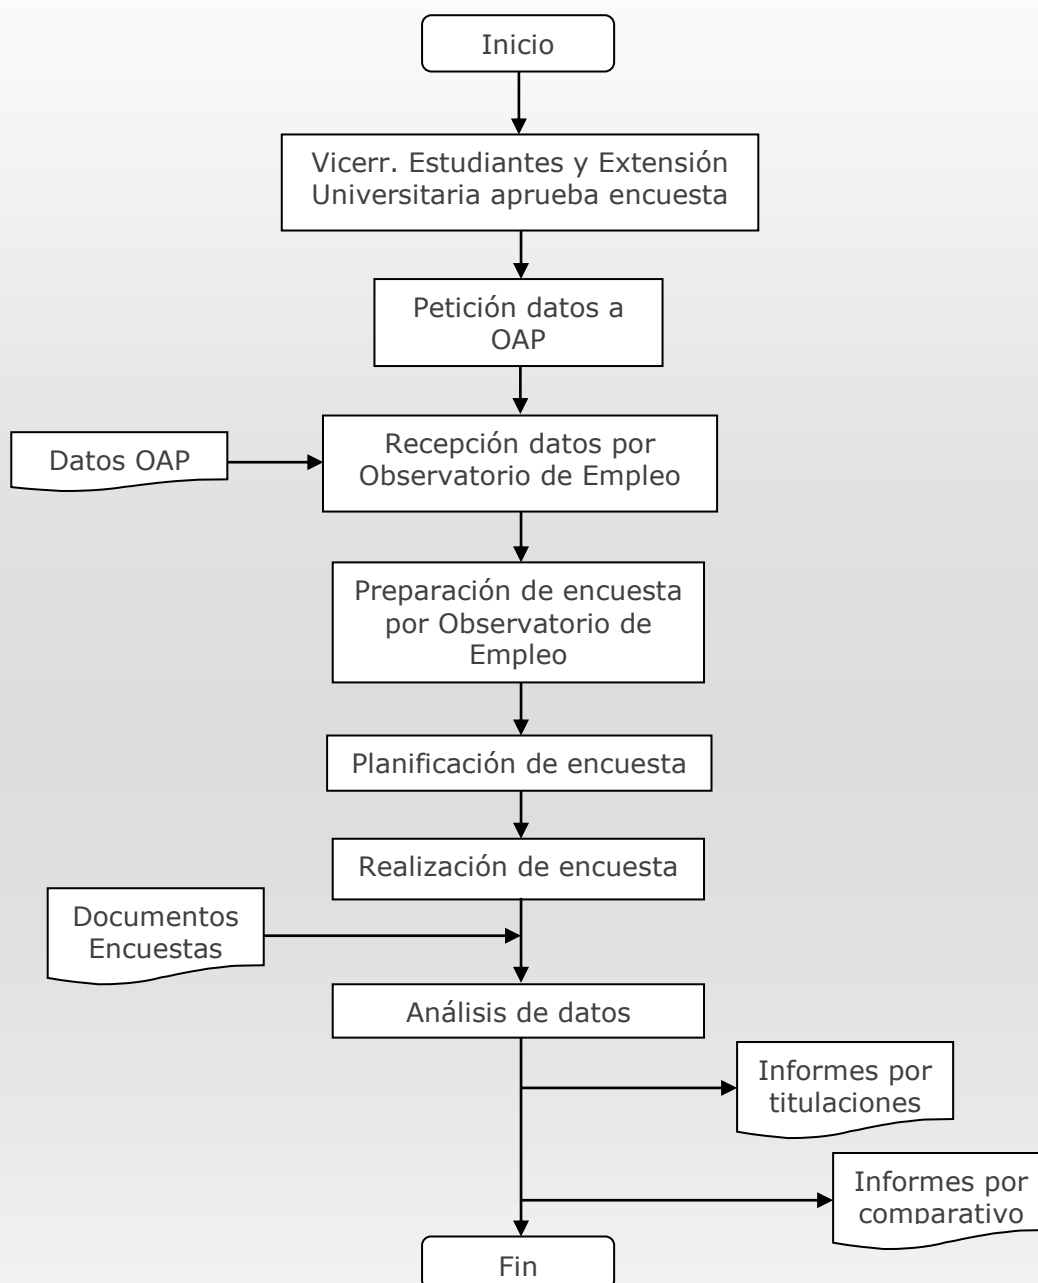 Inicio
Vicerr. Estudiantes y Extensión
Universitaria aprueba encuesta
Petición datos a
OAP
Datos OAP
Recepción datos por
Observatorio de Empleo
Preparación de encuesta
por Observatorio de
Empleo
Planificación de encuesta
Realización de encuesta
Documentos
Encuestas
Análisis de datos
Informes por
titulaciones
Informes por
comparativo
Fin